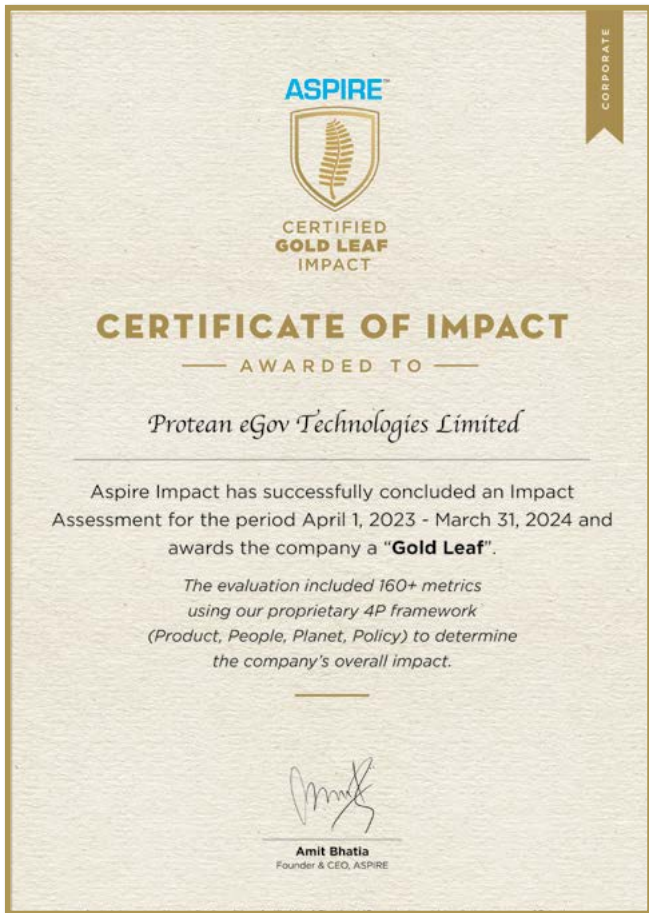 CORPORATE
ASPIRE™
CERTIFIED
GOLD LEAF
IMPACT
CERTIFICATE OF IMPACT
AWARDED TO
Protean eGov Technologies Limited
Aspire Impact has successfully concluded an Impact
Assessment for the period April 1, 2023 - March 31, 2024 and
awards the company a “Gold Leaf”.
The evaluation included 160+ metrics
using our proprietary 4P framework
(Product, People, Planet, Policy) to determine
the company’s overall impact.
Amit Bhatia
Founder & CEO, ASPIRE